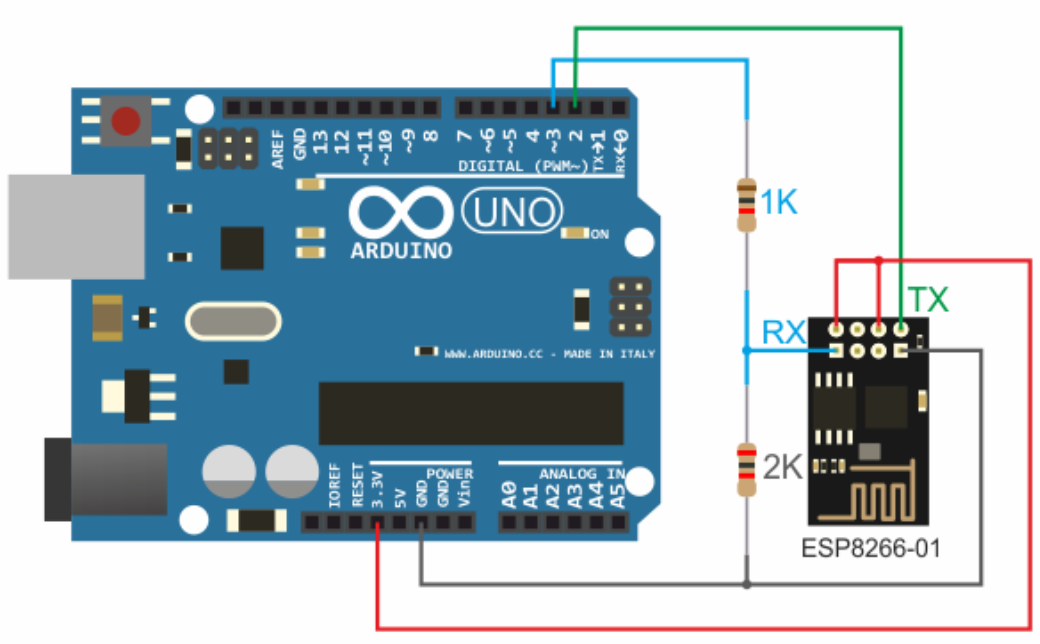 AREF
GND
13
12
~11
~10
~9
8
7
~6
~5
4
~3
2
TX→1
RX←0
DIGITAL (PWM~)
UNO
ARDUINO
ON
1K
TX
RX
WWW.ARDUINO.CC - MADE IN ITALY
2K
POWER
ANALOG IN
IOREF
RESET
3.3V
5V
GND
GND
Vin
A0
A1
A2
A3
A4
A5
ESP8266-01